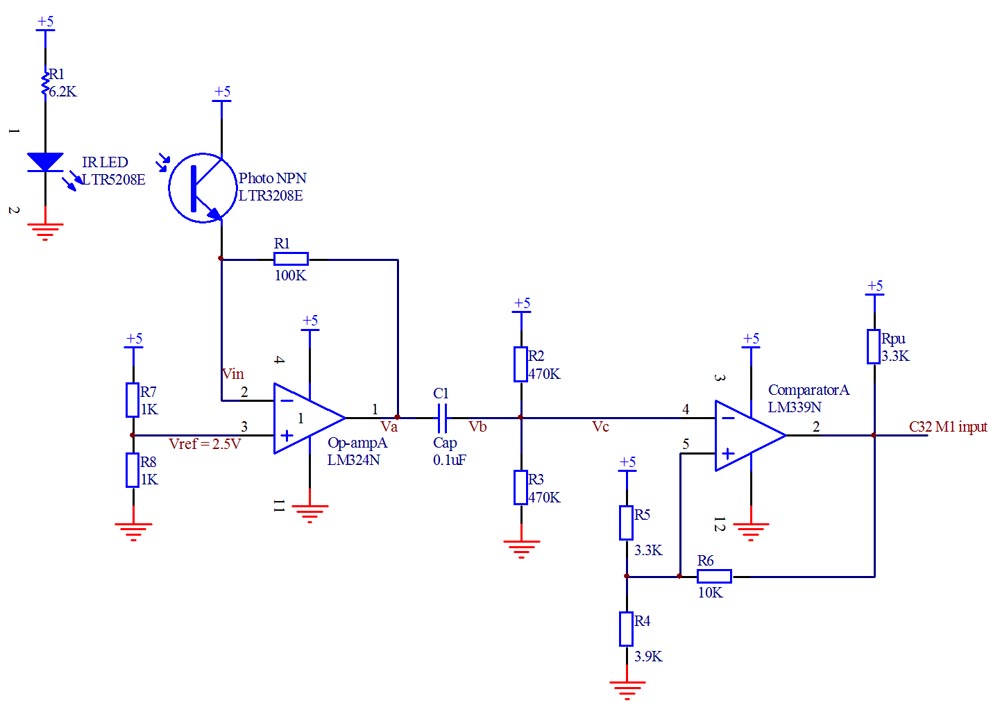 +5
R1
6.2K
1
IR LED
LTR5208E
2
+5
Photo NPN
LTR3208E
R1
100K
+5
R7
1K
Vref = 2.5V
R8
1K
Vin
2
3
+5
4
1
1
Op-ampA
LM324N
11
Va
C1
Cap
0.1uF
Vb
+5
R2
470K
R3
470K
Vc
+5
R5
3.3K
R4
3.9K
4
5
+5
3
ComparatorA
LM339N
2
12
R6
10K
+5
Rpu
3.3K
C32 M1 input